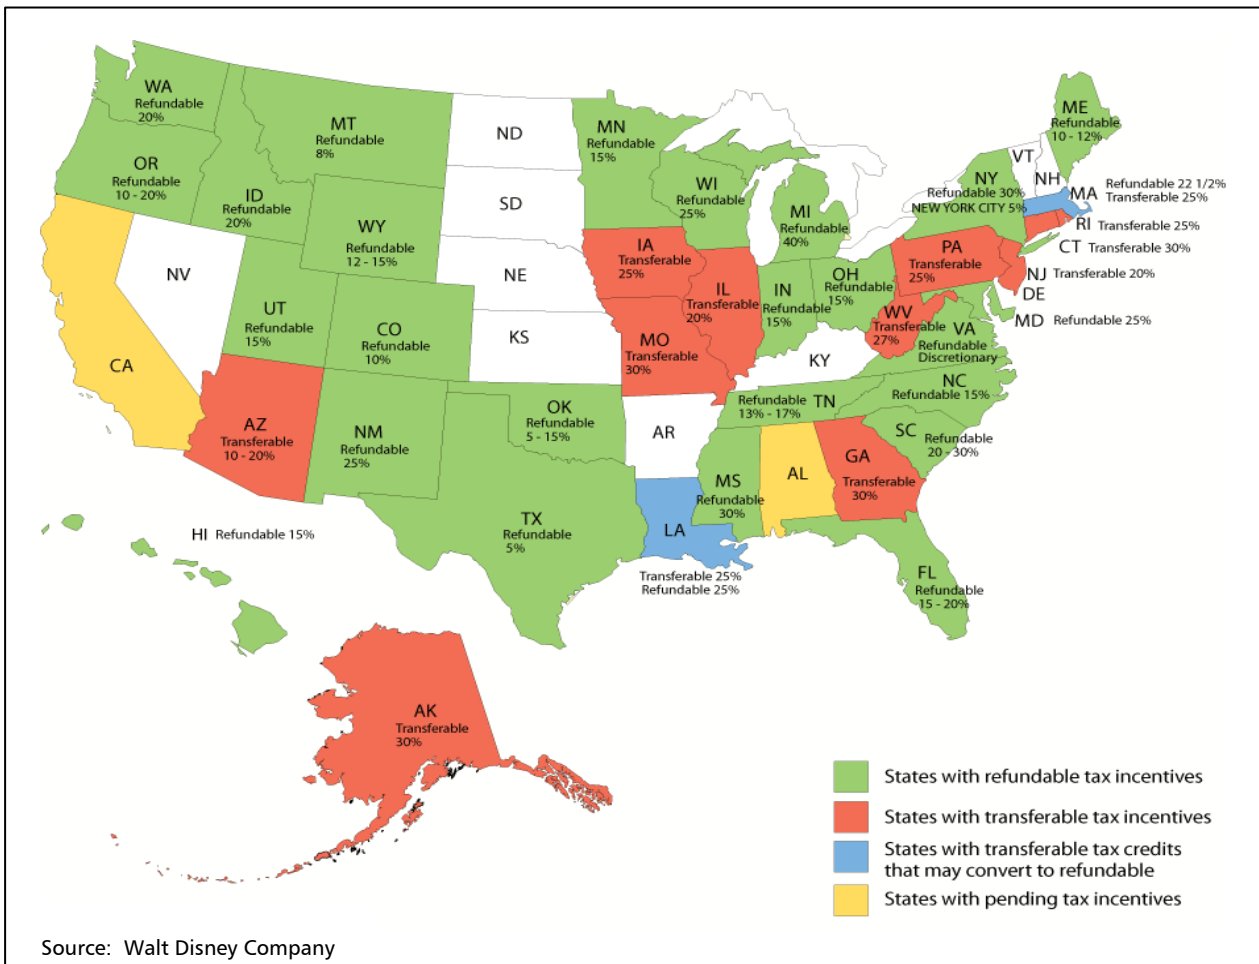 WA
Refundable
20%
MT
Refundable
8%
ND
MN
Refundable
15%
ME
Refundable
10 - 12%
OR
Refundable
10 - 20%
ID
Refundable
20%
WY
Refundable
12 - 15%
SD
WI
Refundable
25%
MI
Refundable
40%
NY
Refundable 30%
NEW YORK CITY 5%
VT
NH
MA
Refundable 22 1/2%
Transferable 25%
RI Transferable 25%
CT Transferable 30%
NV
UT
Refundable
15%
CO
Refundable
10%
NE
KS
IA
Transferable
25%
IL
Transferable
20%
MO
Transferable
30%
IN
Refundable
15%
OH
Refundable
15%
PA
Transferable
25%
NJ Transferable 20%
DE
MD Refundable 25%
WV
Transferable
27%
VA
Refundable
Discretionary
KY
CA
AZ
Transferable
10 - 20%
NM
Refundable
25%
OK
Refundable
5 - 15%
AR
Refundable TN
13% - 17%
NC
Refundable 15%
SC
Refundable
20 - 30%
MS
Refundable
30%
AL
GA
Transferable
30%
HI Refundable 15%
TX
Refundable
5%
LA
Transferable 25%
Refundable 25%
FL
Refundable
15 - 20%
AK
Transferable
30%
States with refundable tax incentives
States with transferable tax incentives
States with transferable tax credits
that may convert to refundable
States with pending tax incentives
Source: Walt Disney Company